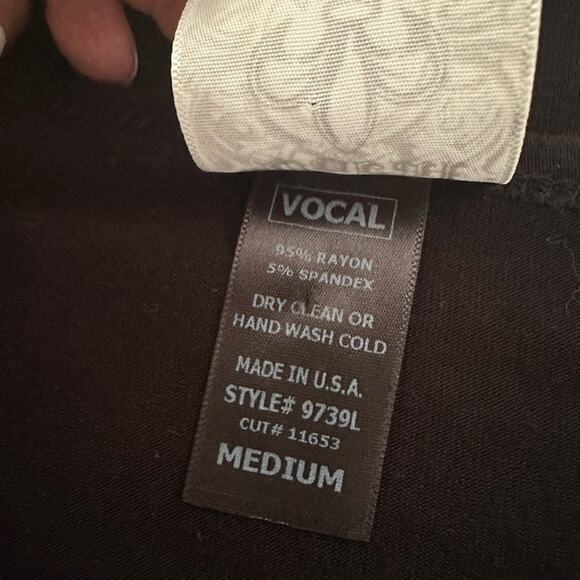 VOCAL
95% RAYON
5% SPANDEX
DRY CLEAN OR
HAND WASH COLD
MADE IN U.S.A.
STYLE# 9739L
CUT# 11653
MEDIUM